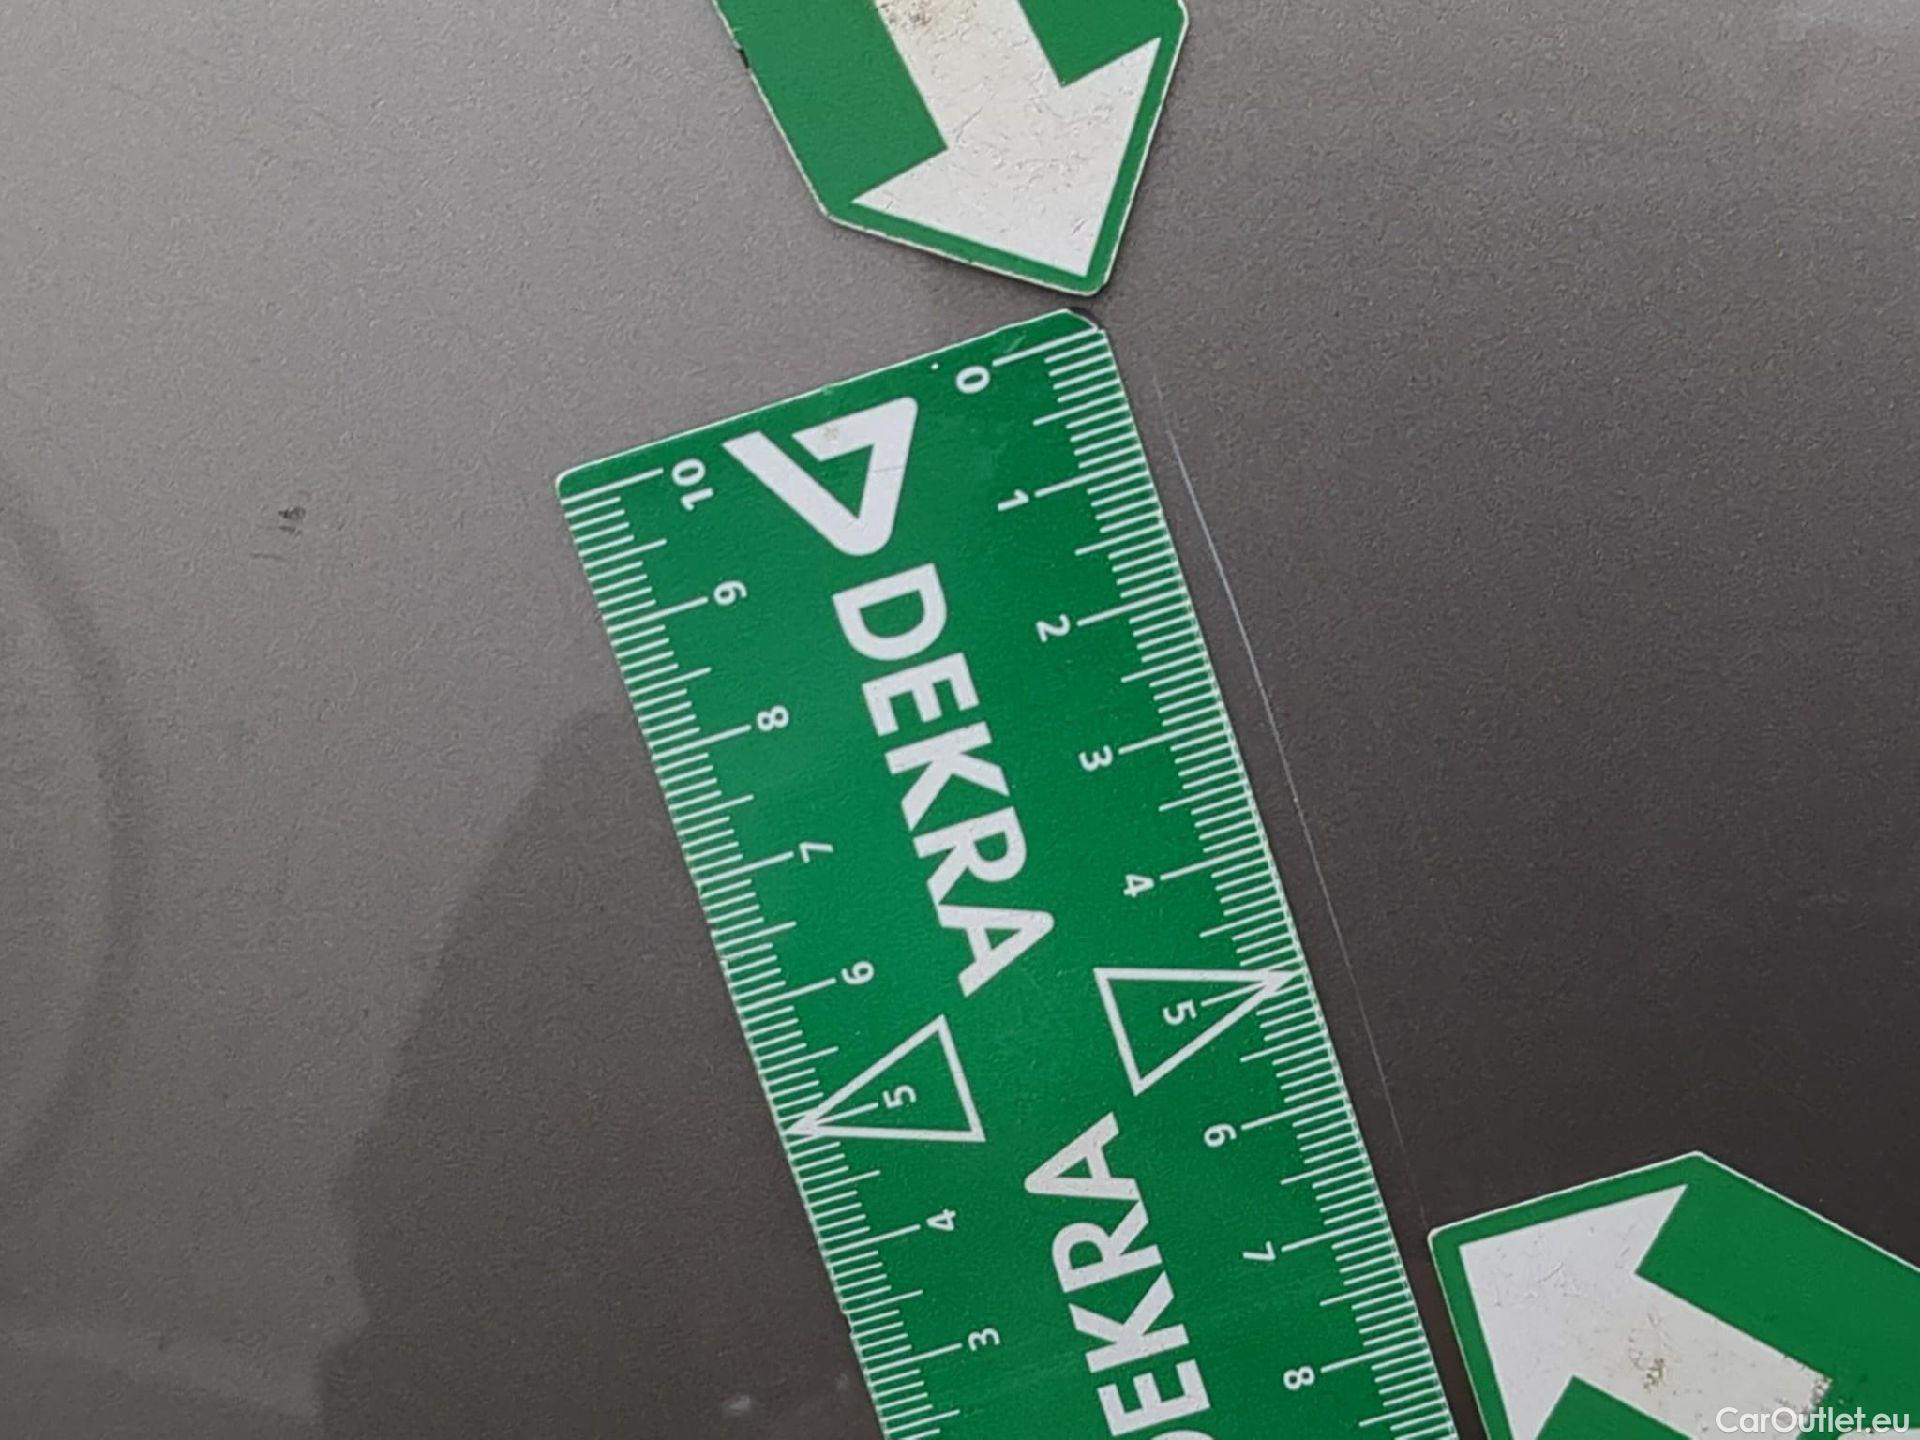 0 1 2 3 4 5 6 7 8
DEKRA
DEKRA
10 9 8 7 6 5 4 3
CarOutlet.eu